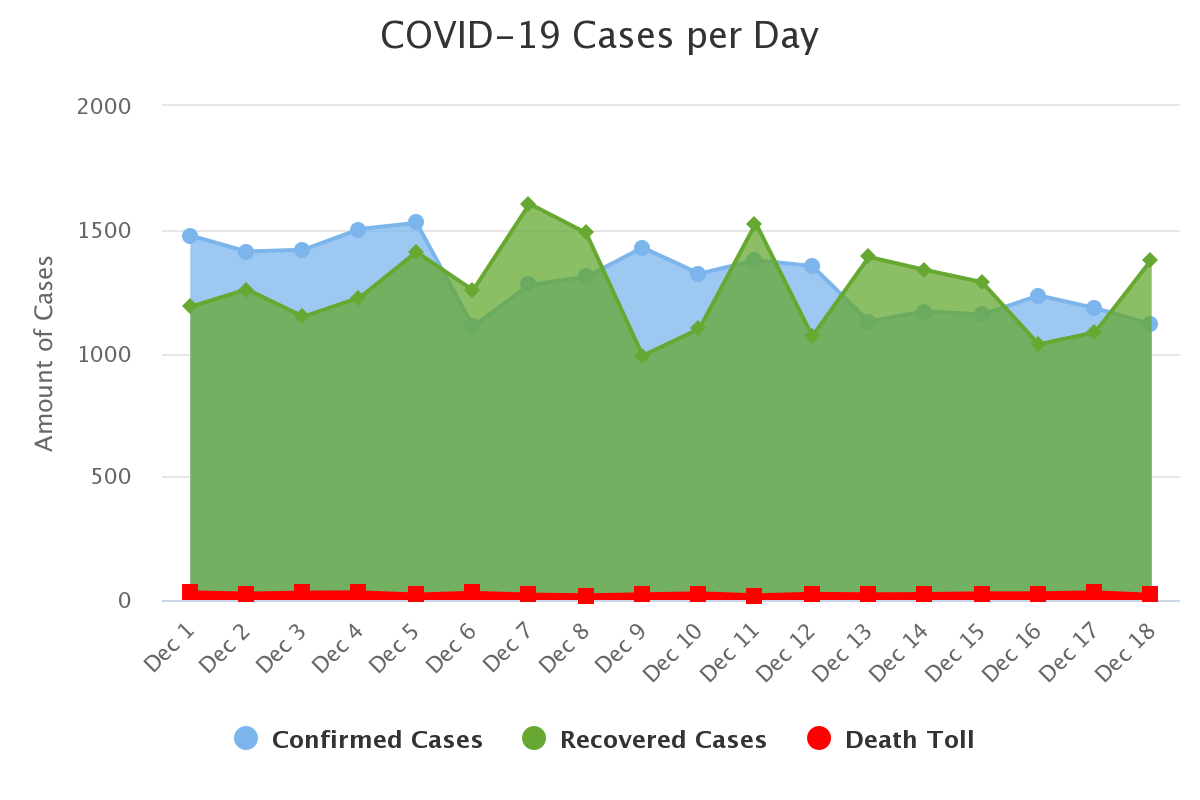 COVID-19 Cases per Day
Amount of Cases
2000
1500
1000
500
0
Dec 1
Dec 2
Dec 3
Dec 4
Dec 5
Dec 6
Dec 7
Dec 8
Dec 9
Dec 10
Dec 11
Dec 12
Dec 13
Dec 14
Dec 15
Dec 16
Dec 17
Dec 18
Confirmed Cases
Recovered Cases
Death Toll